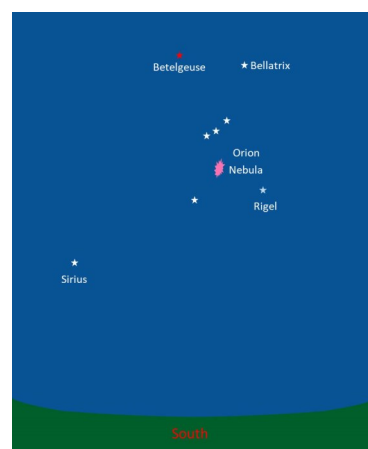 Betelgeuse
Bellatrix
Orion
Nebula
Rigel
Sirius
South